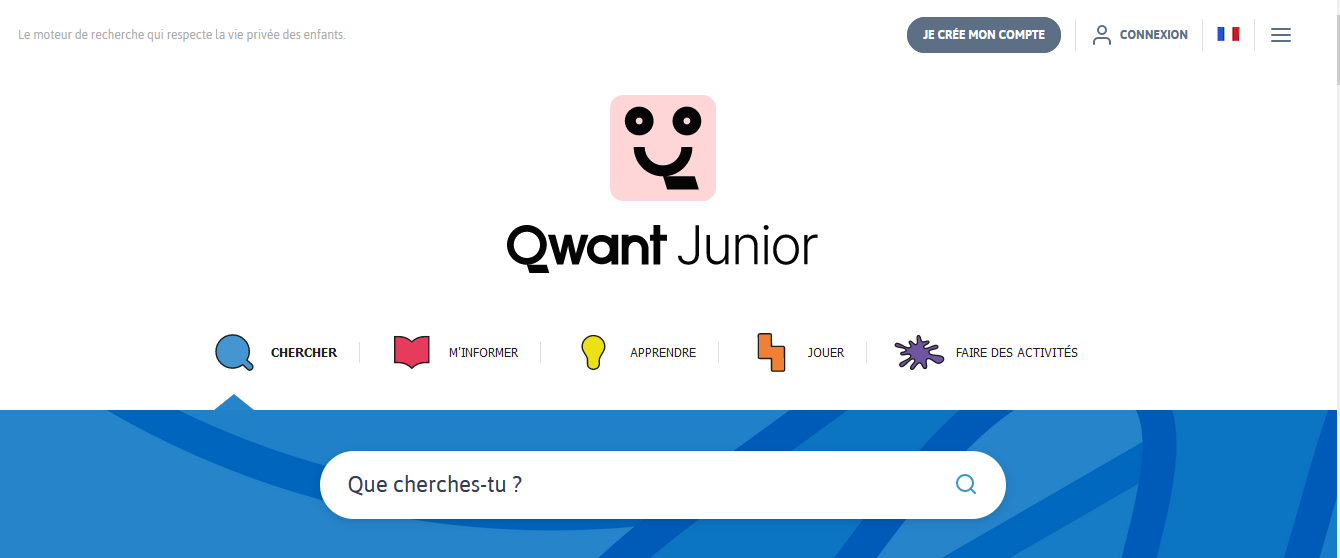 Le moteur de recherche qui respecte la vie privée des enfants.
JE CRÉE MON COMPTE
CONNEXION
Qwant Junior
CHERCHER
M'INFORMER
APPRENDRE
JOUER
FAIRE DES ACTIVITÉS
Que cherches-tu ?